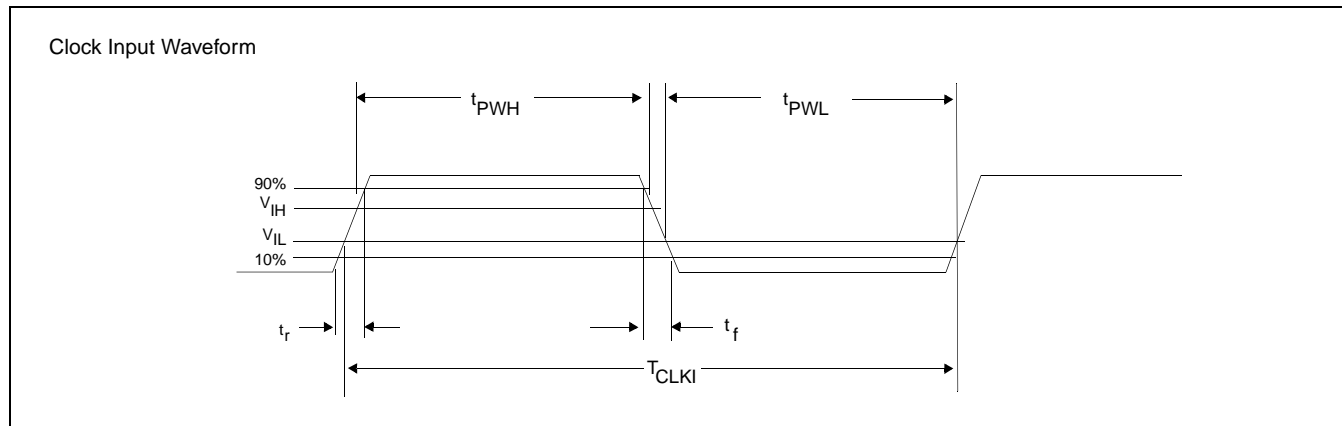 Clock Input Waveform
tPWH
tPWL
90%
VIH
VIL
10%
tr
tf
TCLKI